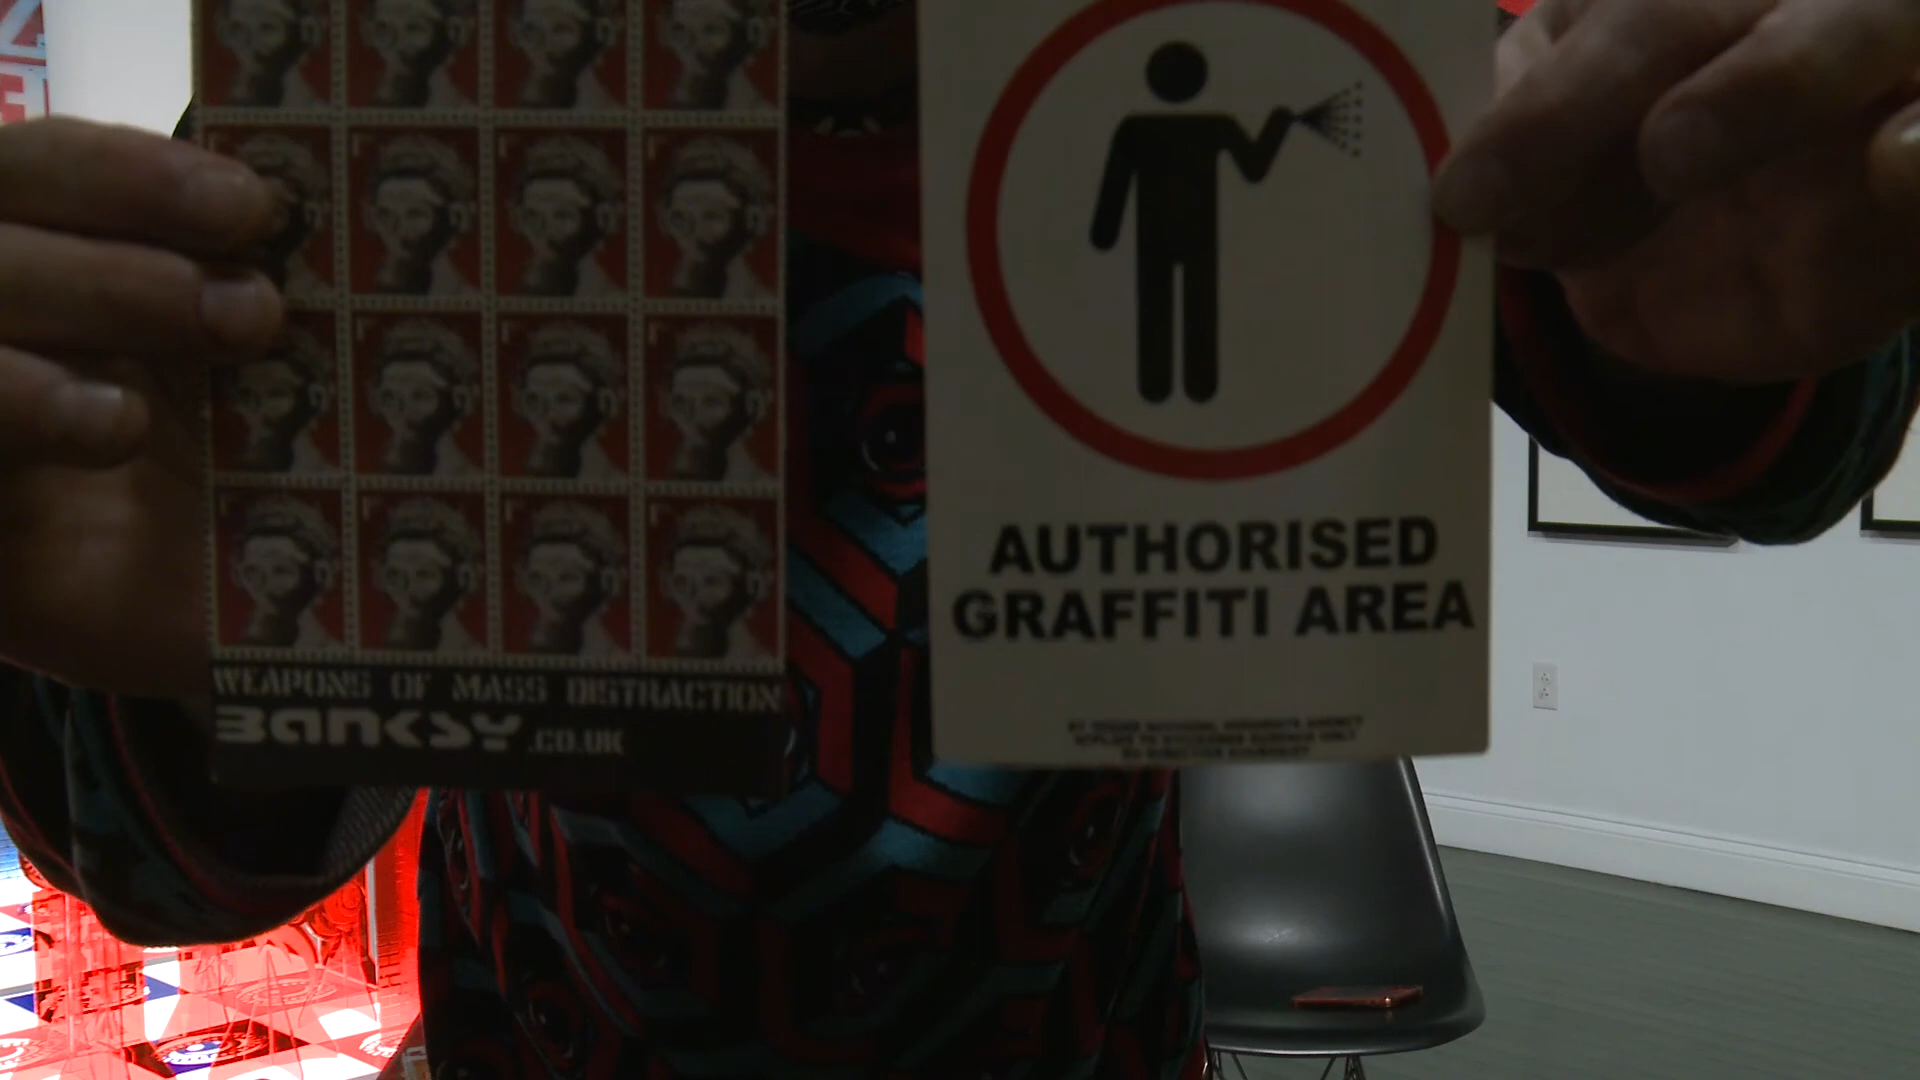 WEAPONS OF MASS DISTRACTION
BANKSY.CO.UK
AUTHORISED
GRAFFITI AREA